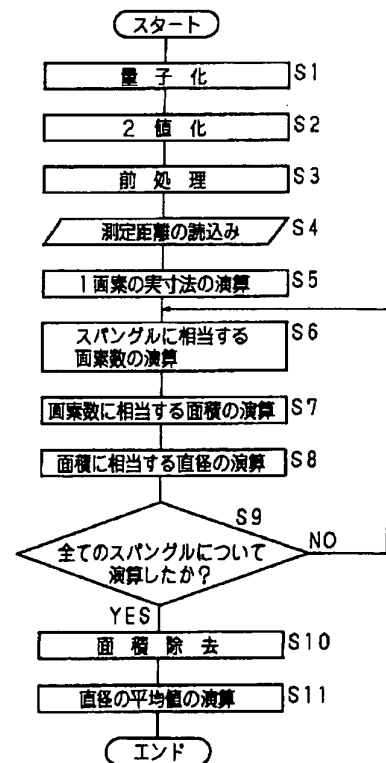 スタート
量子化 S1
2値化 S2
前処理 S3
測定距離の読込み S4
1画素の実寸法の演算 S5
スパングルに相当する S6
画素数の演算
画素数に相当する面積の演算 S7
面積に相当する直径の演算 S8
S9
全てのスパングルについて NO
演算したか?
YES
面積除去 S10
直径の平均値の演算 S11
エンド